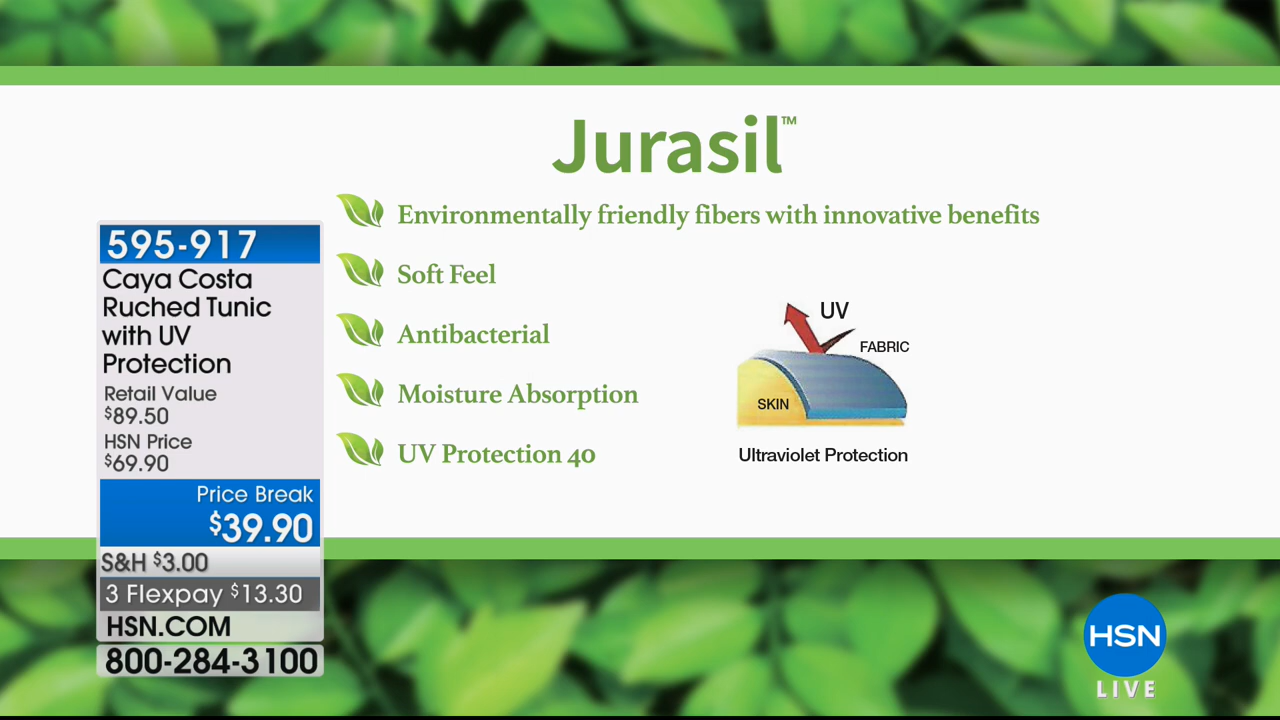 Jurasil™
Environmentally friendly fibers with innovative benefits
Soft Feel
Antibacterial
Moisture Absorption
UV Protection 40
UV
FABRIC
SKIN
Ultraviolet Protection
595-917
Caya Costa
Ruched Tunic
with UV
Protection
Retail Value
$89.50
HSN Price
$69.90
Price Break
$39.90
S&H $3.00
3 Flexpay $13.30
HSN.COM
800-284-3100
HSN
LIVE